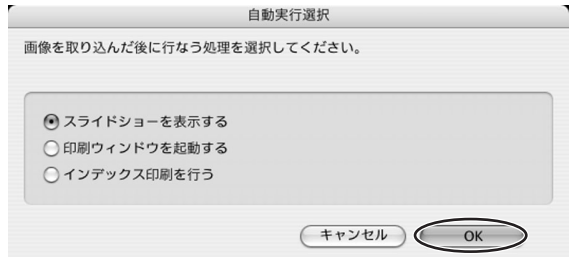 自動実行選択
画像を取り込んだ後に行なう処理を選択してください。
スライドショーを表示する
印刷ウィンドウを起動する
インデックス印刷を行う
キャンセル OK